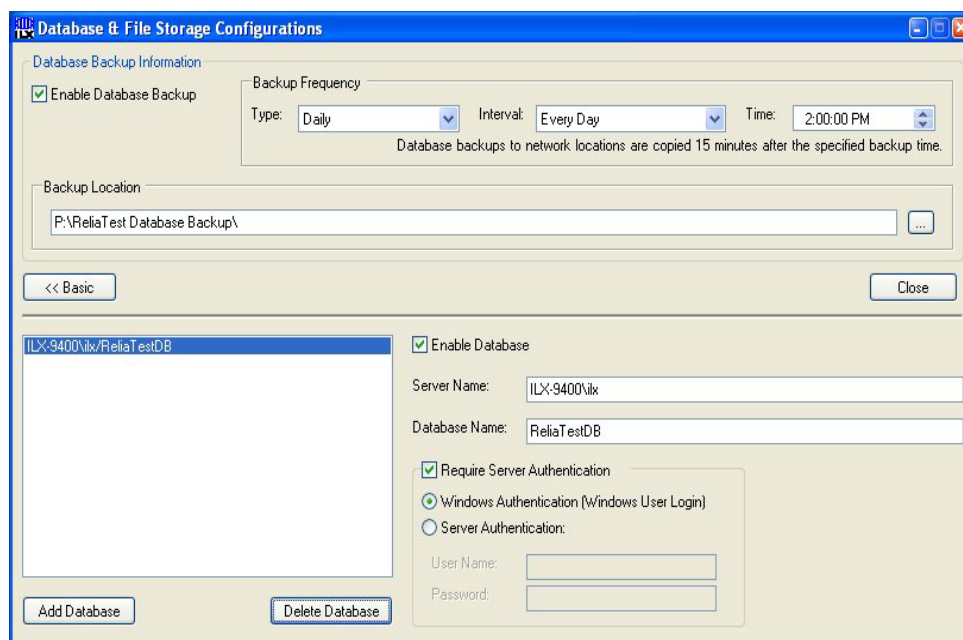 ILX Database & File Storage Configurations
Database Backup Information
Enable Database Backup
Backup Frequency
Type: Daily Interval: Every Day Time: 2:00:00 PM
Database backups to network locations are copied 15 minutes after the specified backup time.
Backup Location
P:\ReliaTest Database Backup\ ...
<< Basic Close
ILX-9400\ilx/ReliaTestDB
Enable Database
Server Name: ILX-9400\ilx
Database Name: ReliaTestDB
Require Server Authentication
Windows Authentication (Windows User Login)
Server Authentication:
User Name:
Password:
Add Database Delete Database